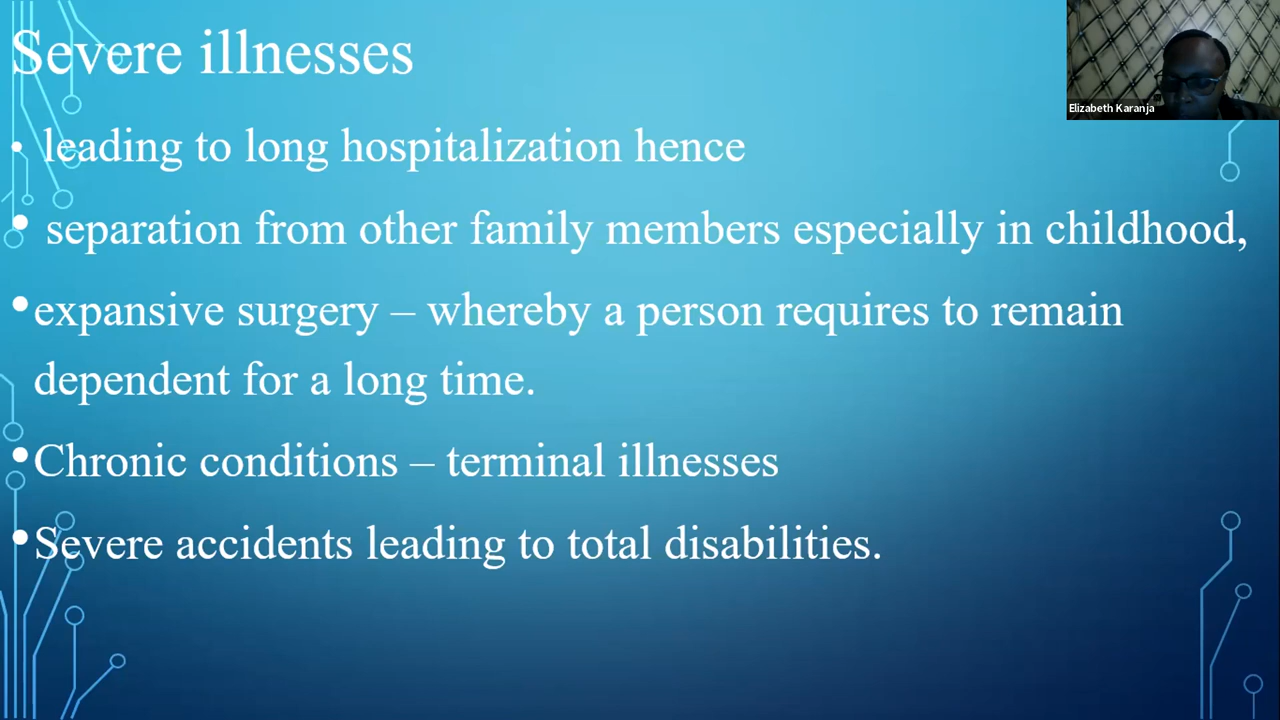 Severe illnesses
Elizabeth Karanja
• leading to long hospitalization hence
• separation from other family members especially in childhood,
•expansive surgery – whereby a person requires to remain
dependent for a long time.
•Chronic conditions – terminal illnesses
•Severe accidents leading to total disabilities.